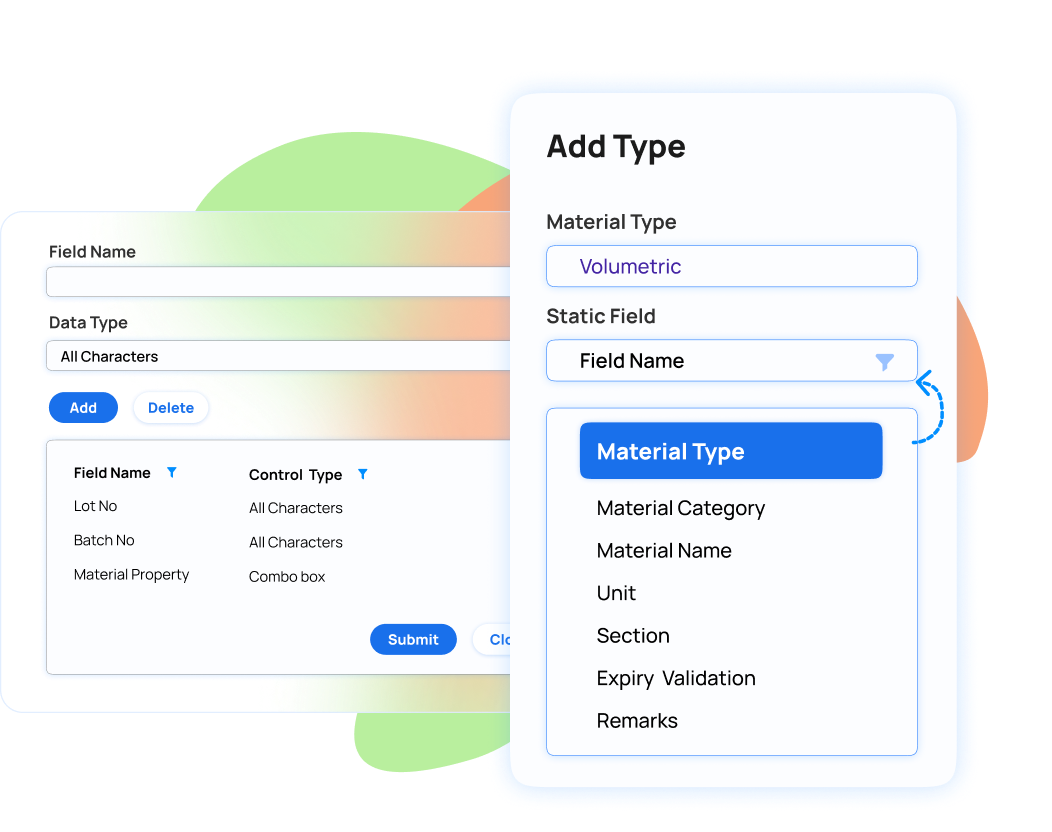 Field Name
Data Type
All Characters
Add Delete
Field Name Control Type
Lot No All Characters
Batch No All Characters
Material Property Combo box
Submit Clo
Add Type
Material Type
Volumetric
Static Field
Field Name
Material Type
Material Category
Material Name
Unit
Section
Expiry Validation
Remarks